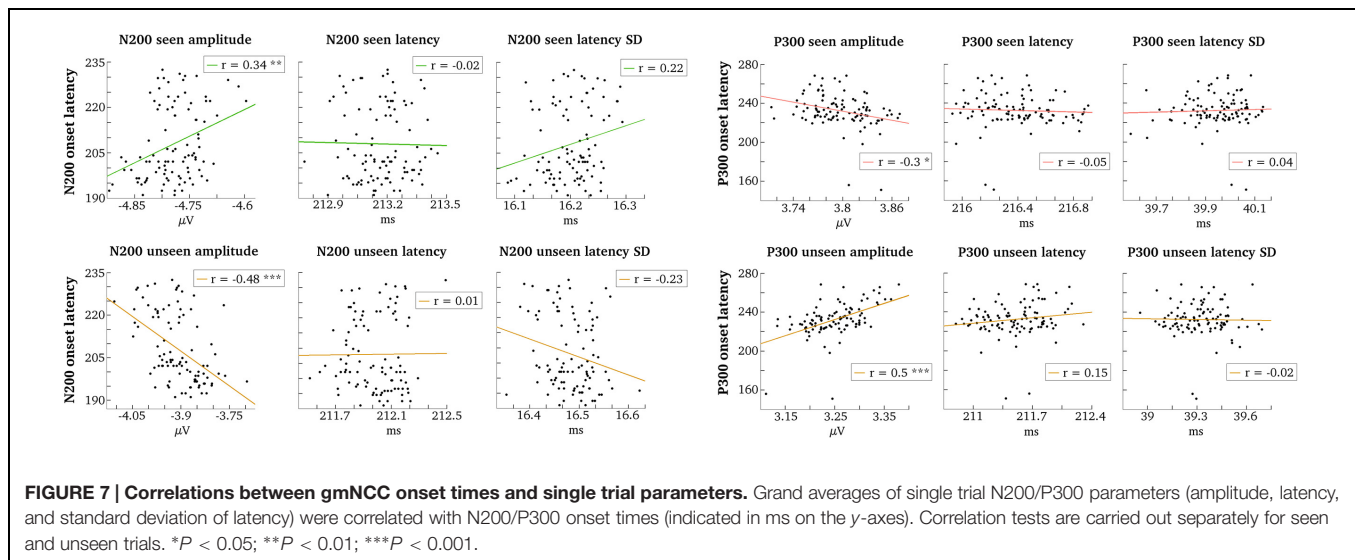 N200 seen amplitude
N200 seen latency
N200 seen latency SD
P300 seen amplitude
P300 seen latency
P300 seen latency SD
N200 onset latency
235
220
205
190
r = 0.34 **
-4.85 -4.75 -4.6
μV
r = -0.02
212.9 213.2 213.5
ms
r = 0.22
16.1 16.2 16.3
ms
P300 onset latency
280
240
200
160
r = -0.3 *
3.74 3.8 3.86
μV
r = -0.05
216 216.4 216.8
ms
r = 0.04
39.7 39.9 40.1
ms
N200 unseen amplitude
N200 unseen latency
N200 unseen latency SD
P300 unseen amplitude
P300 unseen latency
P300 unseen latency SD
N200 onset latency
235
220
205
190
r = -0.48 ***
-4.05 -3.9 -3.75
μV
r = 0.01
211.7 212.1 212.5
ms
r = -0.23
16.4 16.5 16.6
ms
P300 onset latency
280
240
200
160
r = 0.5 ***
3.15 3.25 3.35
μV
r = 0.15
211 211.7 212.4
ms
r = -0.02
39 39.3 39.6
ms
FIGURE 7 | Correlations between gmNCC onset times and single trial parameters. Grand averages of single trial N200/P300 parameters (amplitude, latency,
and standard deviation of latency) were correlated with N200/P300 onset times (indicated in ms on the y-axes). Correlation tests are carried out separately for seen
and unseen trials. *P < 0.05; **P < 0.01; ***P < 0.001.